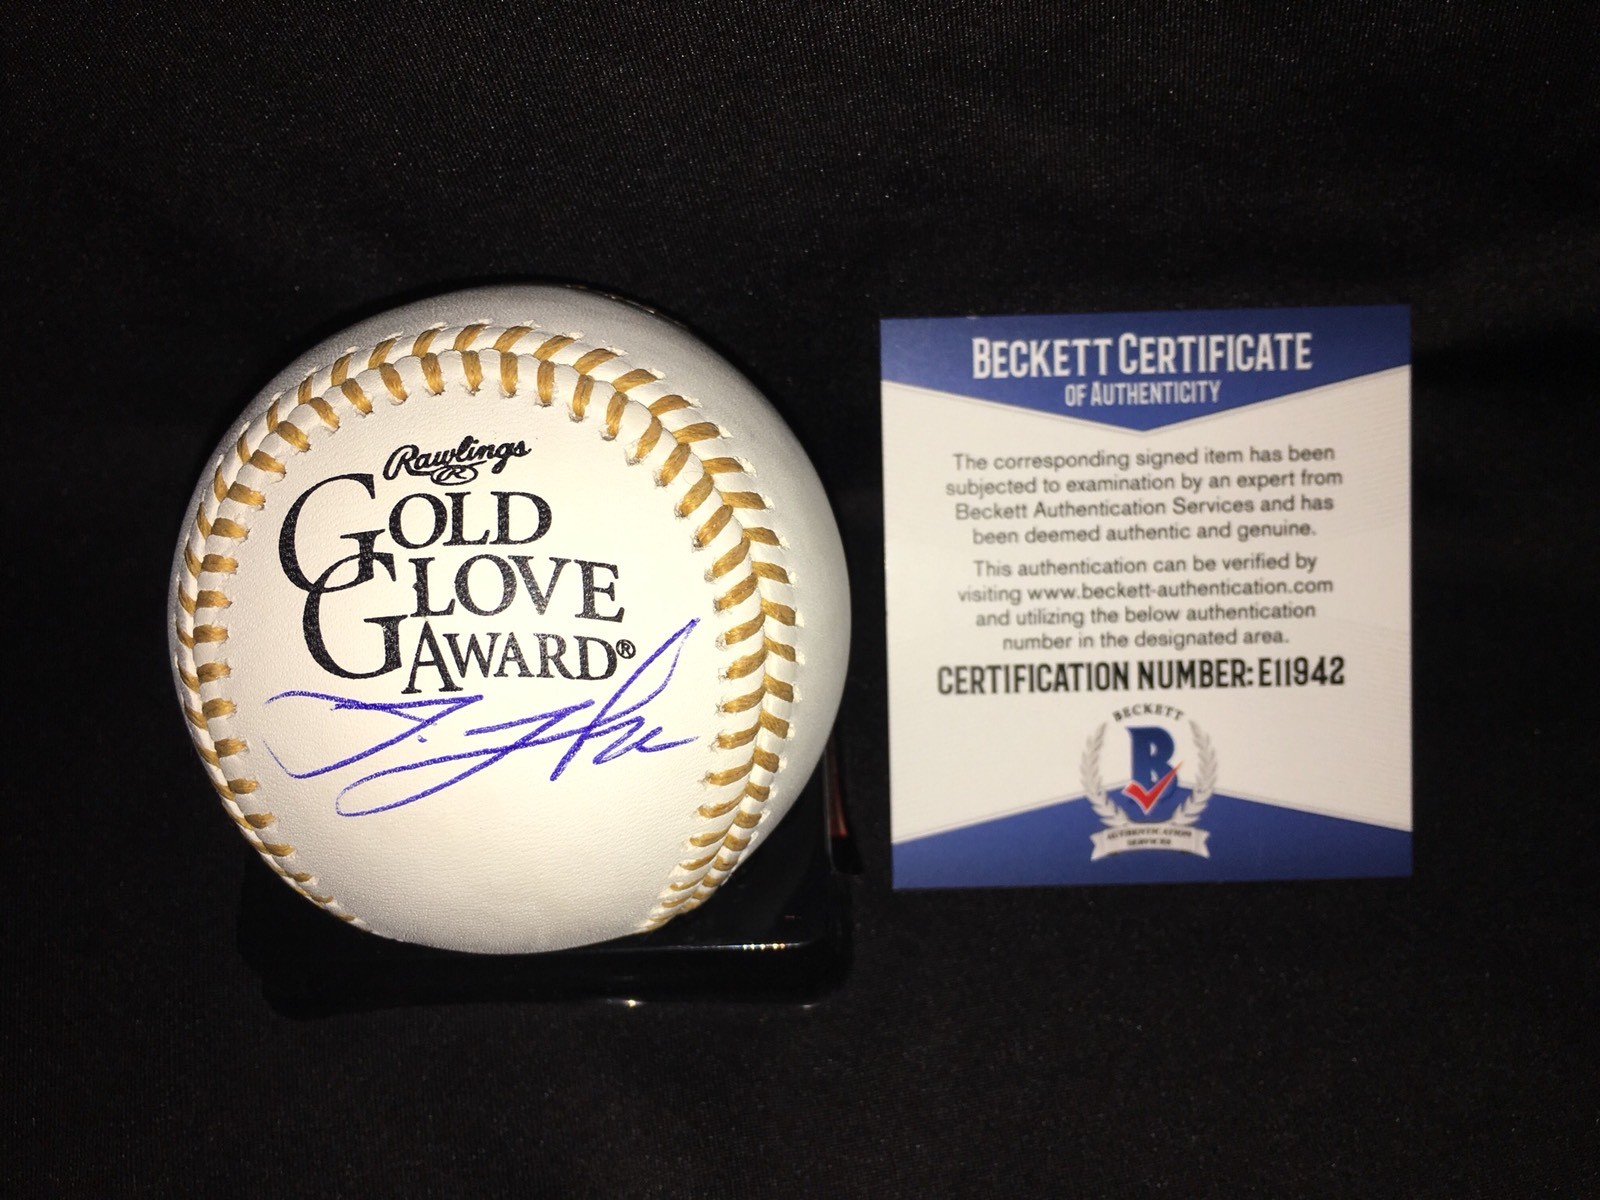 Rawlings
®
GOLD
GLOVE
AWARD®
BECKETT CERTIFICATE
OF AUTHENTICITY
The corresponding signed item has been
subjected to examination by an expert from
Beckett Authentication Services and has
been deemed authentic and genuine.
This authentication can be verified by
visiting www.beckett-authentication.com
and utilizing the below authentication
number in the designated area.
CERTIFICATION NUMBER: E11942
BECKETT
B
AUTHENTICATION
SERVICES